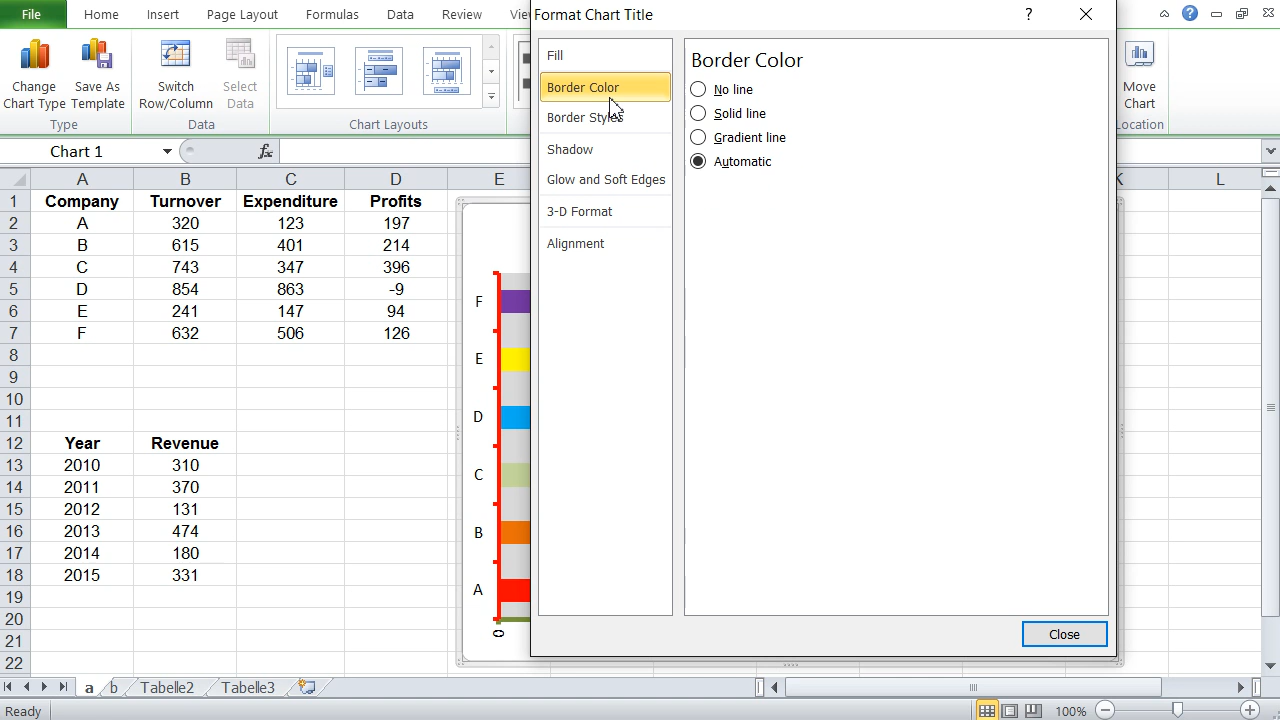 File Home Insert Page Layout Formulas Data Review Vie
Format Chart Title ?
Change Chart Type
Save As Template
Switch Row/Column
Select Data
Move Chart
Type Data Chart Layouts Location
Chart 1 fx
Fill
Border Color
Border Styles
Shadow
Glow and Soft Edges
3-D Format
Alignment
Border Color
No line
Solid line
Gradient line
Automatic
Close
A B C D E K L
1 Company Turnover Expenditure Profits
2 A 320 123 197
3 B 615 401 214
4 C 743 347 396
5 D 854 863 -9
6 E 241 147 94
7 F 632 506 126
8
9
10
11
12 Year Revenue
13 2010 310
14 2011 370
15 2012 131
16 2013 474
17 2014 180
18 2015 331
19
20
21
22
F
E
D
C
B
A
0
a b Tabelle2 Tabelle3
Ready 100%